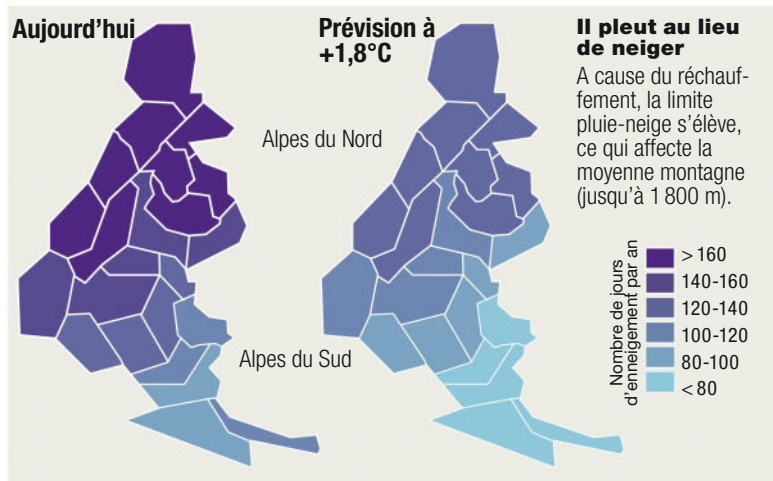 Aujourd'hui
Prévision à
+1,8°C
Alpes du Nord
Alpes du Sud
Il pleut au lieu
de neiger
A cause du réchauf-
fement, la limite
pluie-neige s'élève,
ce qui affecte la
moyenne montagne
(jusqu'à 1 800 m).
Nombre de jours
d'enneigement par an
> 160
140-160
120-140
100-120
80-100
< 80